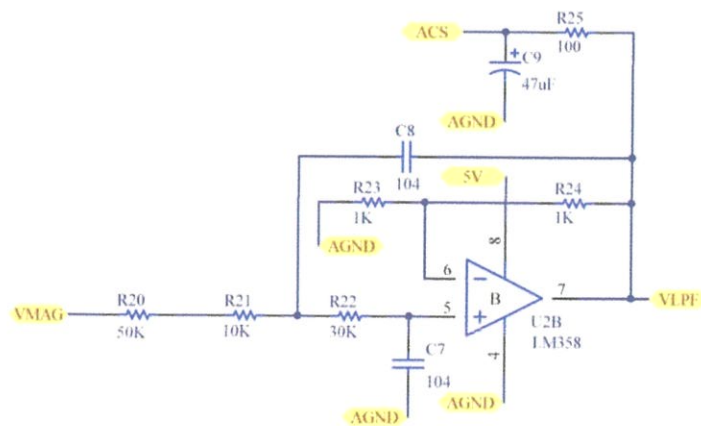 R25
ACS
100
+
C9
47uF
AGND
C8
104
5V
R23
R24
1K
1K
8
AGND
6
−
B
7
VLPF
R20
R21
R22
5
+
U2B
VMAG
50K
10K
30K
LM358
C7
4
104
AGND
AGND